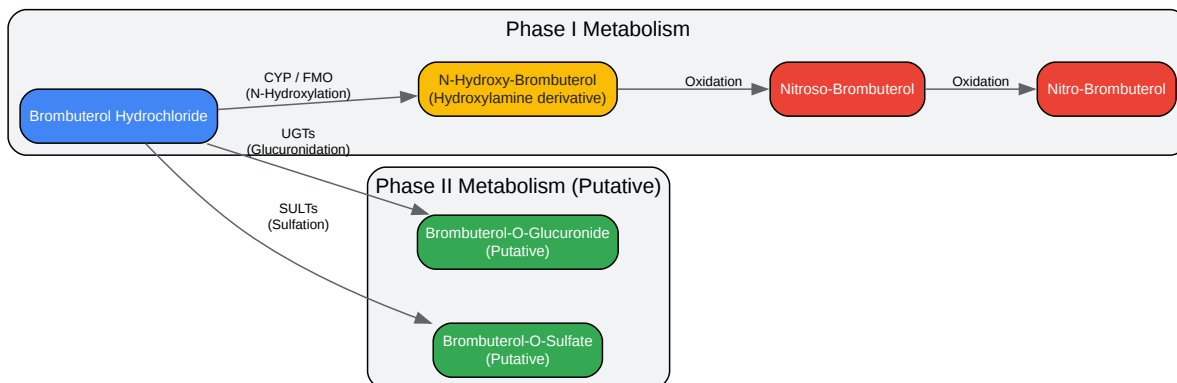 Phase I Metabolism
CYP / FMO
(N-Hydroxylation)
N-Hydroxy-Brombuterol
(Hydroxylamine derivative)
Oxidation
Nitroso-Brombuterol
Oxidation
Nitro-Brombuterol
Brombuterol Hydrochloride
UGTs
(Glucuronidation)
Phase II Metabolism (Putative)
SULTs
(Sulfation)
Brombuterol-O-Glucuronide
(Putative)
Brombuterol-O-Sulfate
(Putative)